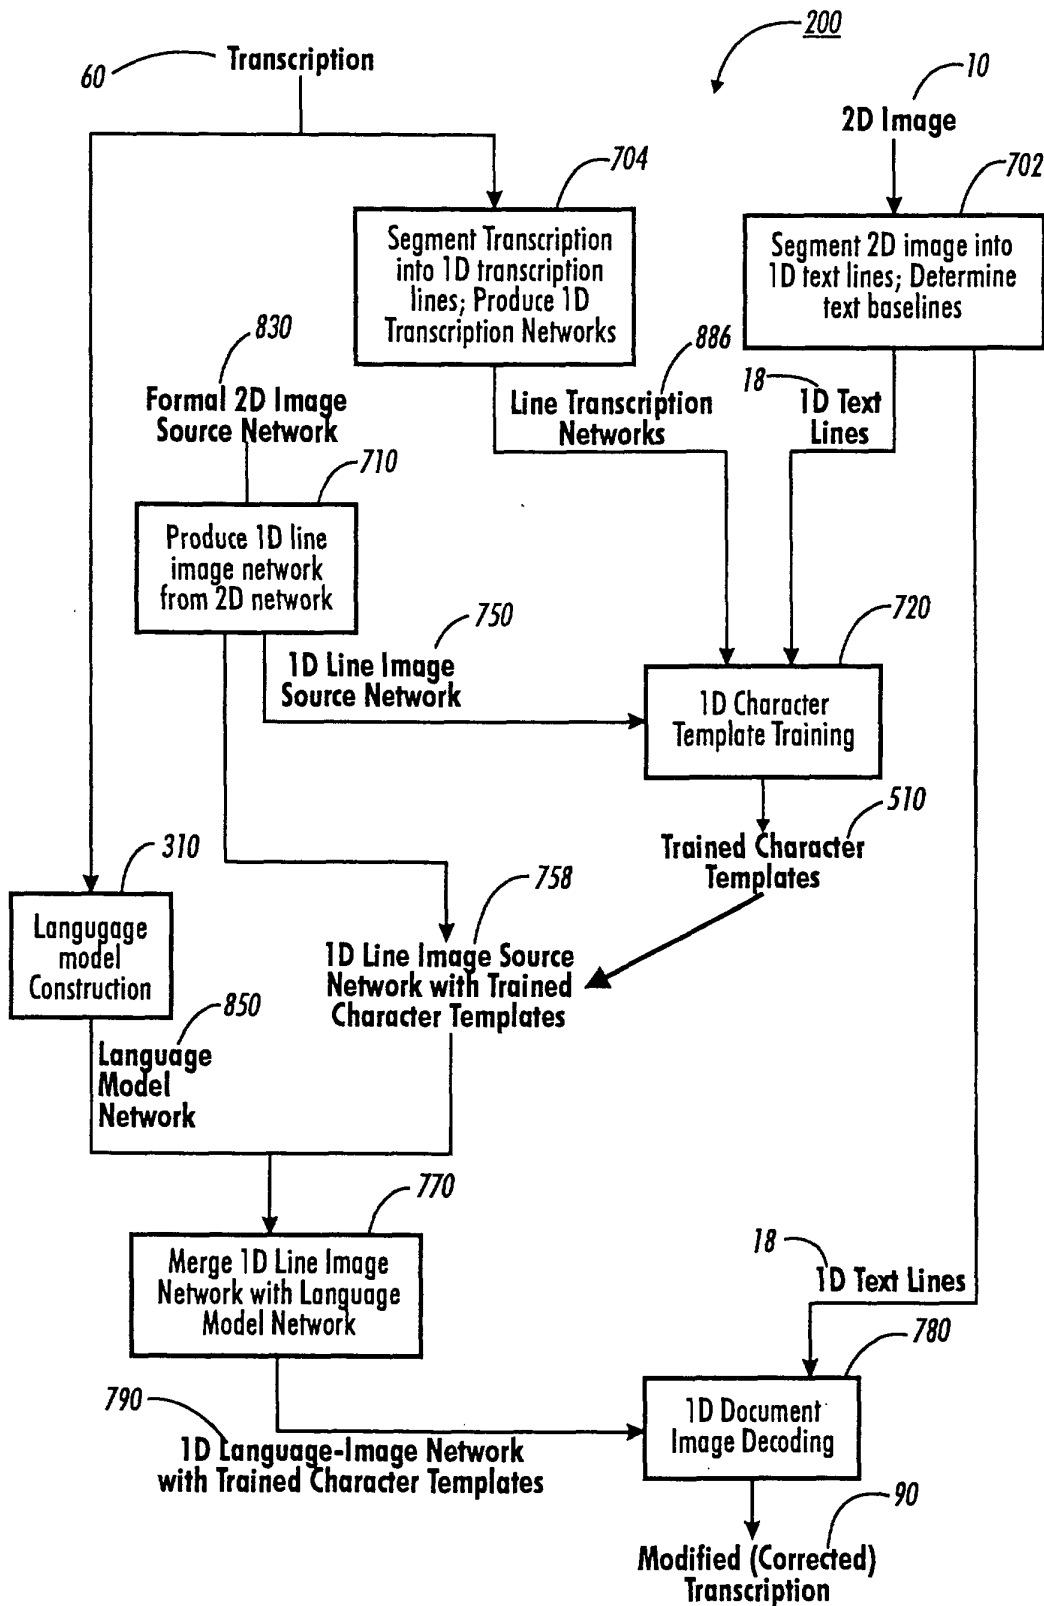 200
60
Transcription
10
2D Image
704
702
Segment Transcription
into 1D transcription
lines; Produce 1D
Transcription Networks
Segment 2D image into
1D text lines; Determine
text baselines
830
886
18
Formal 2D Image
Source Network
Line Transcription
Networks
1D Text
Lines
710
Produce 1D line
image network
from 2D network
750
720
1D Line Image
Source Network
1D Character
Template Training
510
Trained Character
Templates
310
758
Langugage
model
Construction
1D Line Image Source
Network with Trained
Character Templates
850
Language
Model
Network
770
Merge 1D Line Image
Network with Language
Model Network
18
1D Text Lines
780
790
1D Document
Image Decoding
1D Language-Image Network
with Trained Character Templates
90
Modified (Corrected)
Transcription